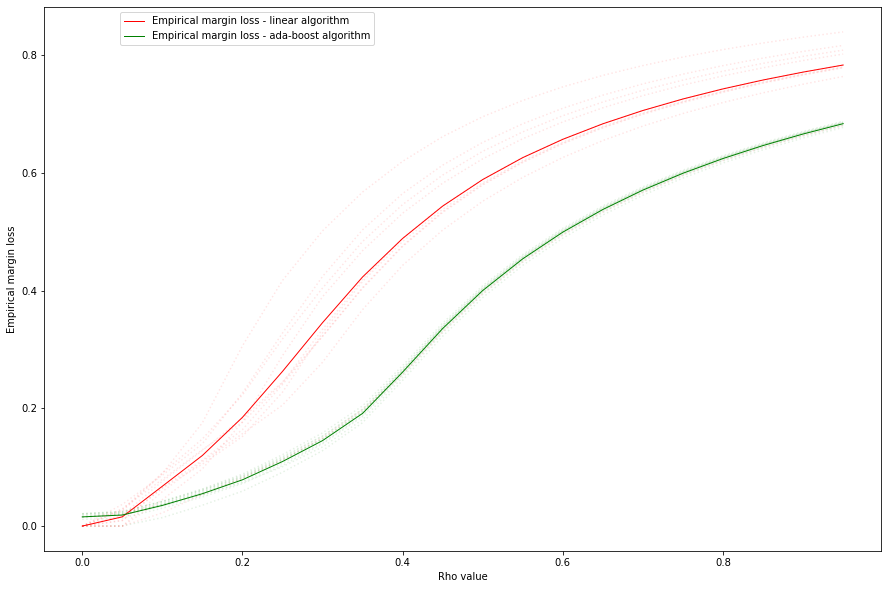 Empirical margin loss - linear algorithm
Empirical margin loss - ada-boost algorithm
0.8
0.6
0.4
0.2
0.0
Empirical margin loss
0.0 0.2 0.4 0.6 0.8
Rho value